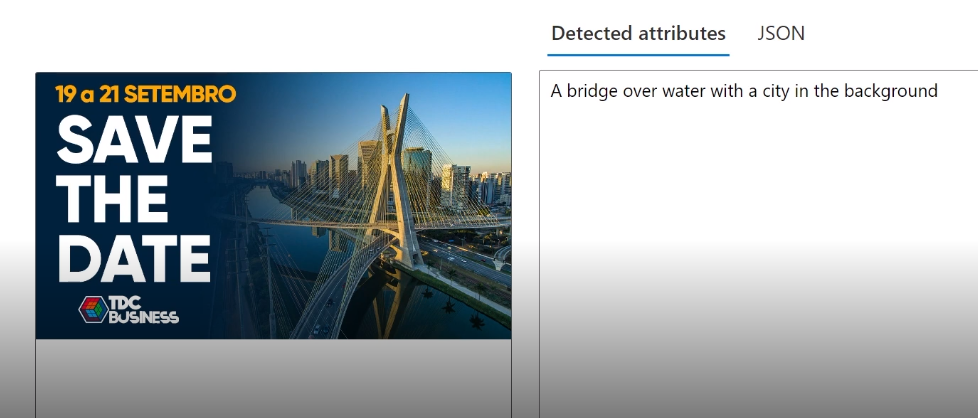 Detected attributes
JSON
19 a 21 SETEMBRO
SAVE
THE
DATE
TDC
BUSINESS
A bridge over water with a city in the background